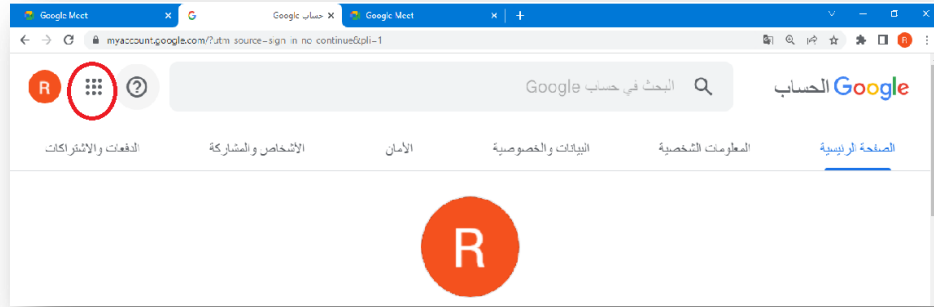 Google Meet
حساب Google
Google Meet
myaccount.google.com/?utm_source=sign_in_no_continue&pli=1
R
الحساب Google
البحث في حساب Google
R
الصفحة الرئيسية
المعلومات الشخصية
البيانات والخصوصية
الأمان
الأشخاص والمشاركة
الدفعات والاشتراكات
R